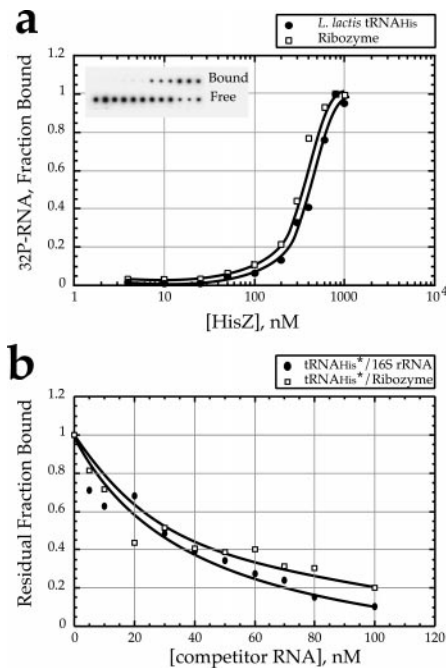 a
L. lactis tRNAHis
Ribozyme
32P-RNA, Fraction Bound
1.2
1
0.8
0.6
0.4
0.2
0
Bound
Free
1 10 100 1000 10⁴
[HisZ], nM
b
tRNAHis*/16S rRNA
tRNAHis*/Ribozyme
Residual Fraction Bound
1.2
1
0.8
0.6
0.4
0.2
0
0 20 40 60 80 100 120
[competitor RNA], nM